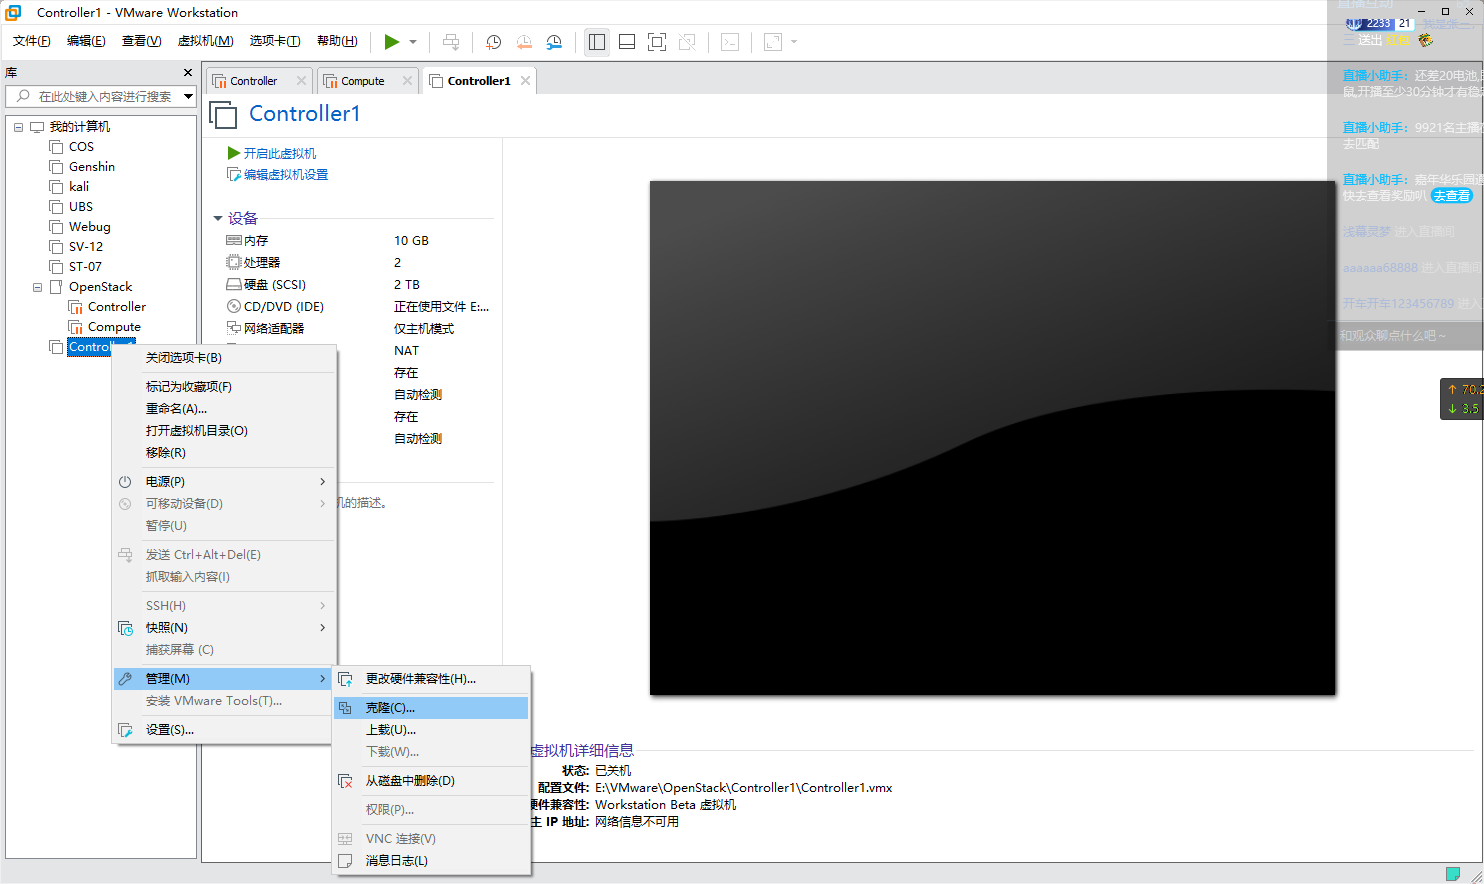 Controller1 - VMware Workstation
文件(F) 编辑(E) 查看(V) 虚拟机(M) 选项卡(T) 帮助(H)
库
在此处键入内容进行搜索
我的计算机
COS
Genshin
kali
UBS
Webug
SV-12
ST-07
OpenStack
Controller
Compute
Controller1
Controller
Compute
Controller1
Controller1
开启此虚拟机
编辑虚拟机设置
设备
内存 10 GB
处理器 2
硬盘 (SCSI) 2 TB
CD/DVD (IDE) 正在使用文件 E:...
网络适配器 仅主机模式
NAT
存在
自动检测
存在
自动检测
机的描述。
关闭选项卡(B)
标记为收藏项(F)
重命名(A)...
打开虚拟机目录(O)
移除(R)
电源(P)
可移动设备(D)
暂停(U)
发送 Ctrl+Alt+Del(E)
抓取输入内容(I)
SSH(H)
快照(N)
捕获屏幕 (C)
管理(M)
安装 VMware Tools(T)...
设置(S)...
更改硬件兼容性(H)...
克隆(C)...
上载(U)...
下载(W)...
从磁盘中删除(D)
权限(P)...
VNC 连接(V)
消息日志(L)
虚拟机详细信息
状态: 已关机
配置文件: E:\VMware\OpenStack\Controller1\Controller1.vmx
硬件兼容性: Workstation Beta 虚拟机
主 IP 地址: 网络信息不可用
直播互动
2233 21
送出
直播小助手: 还差20电池,
鼠,开播至少30分钟才有稳
直播小助手: 9921名主播
去匹配
直播小助手: 嘉年华乐园
快去查看奖励叭 去查看
浅暮灵梦 进入直播间
aaaaaa68888 进入直播间
开车开车123456789 进入
和观众聊点什么吧~
↑ 70.2
↓ 3.5